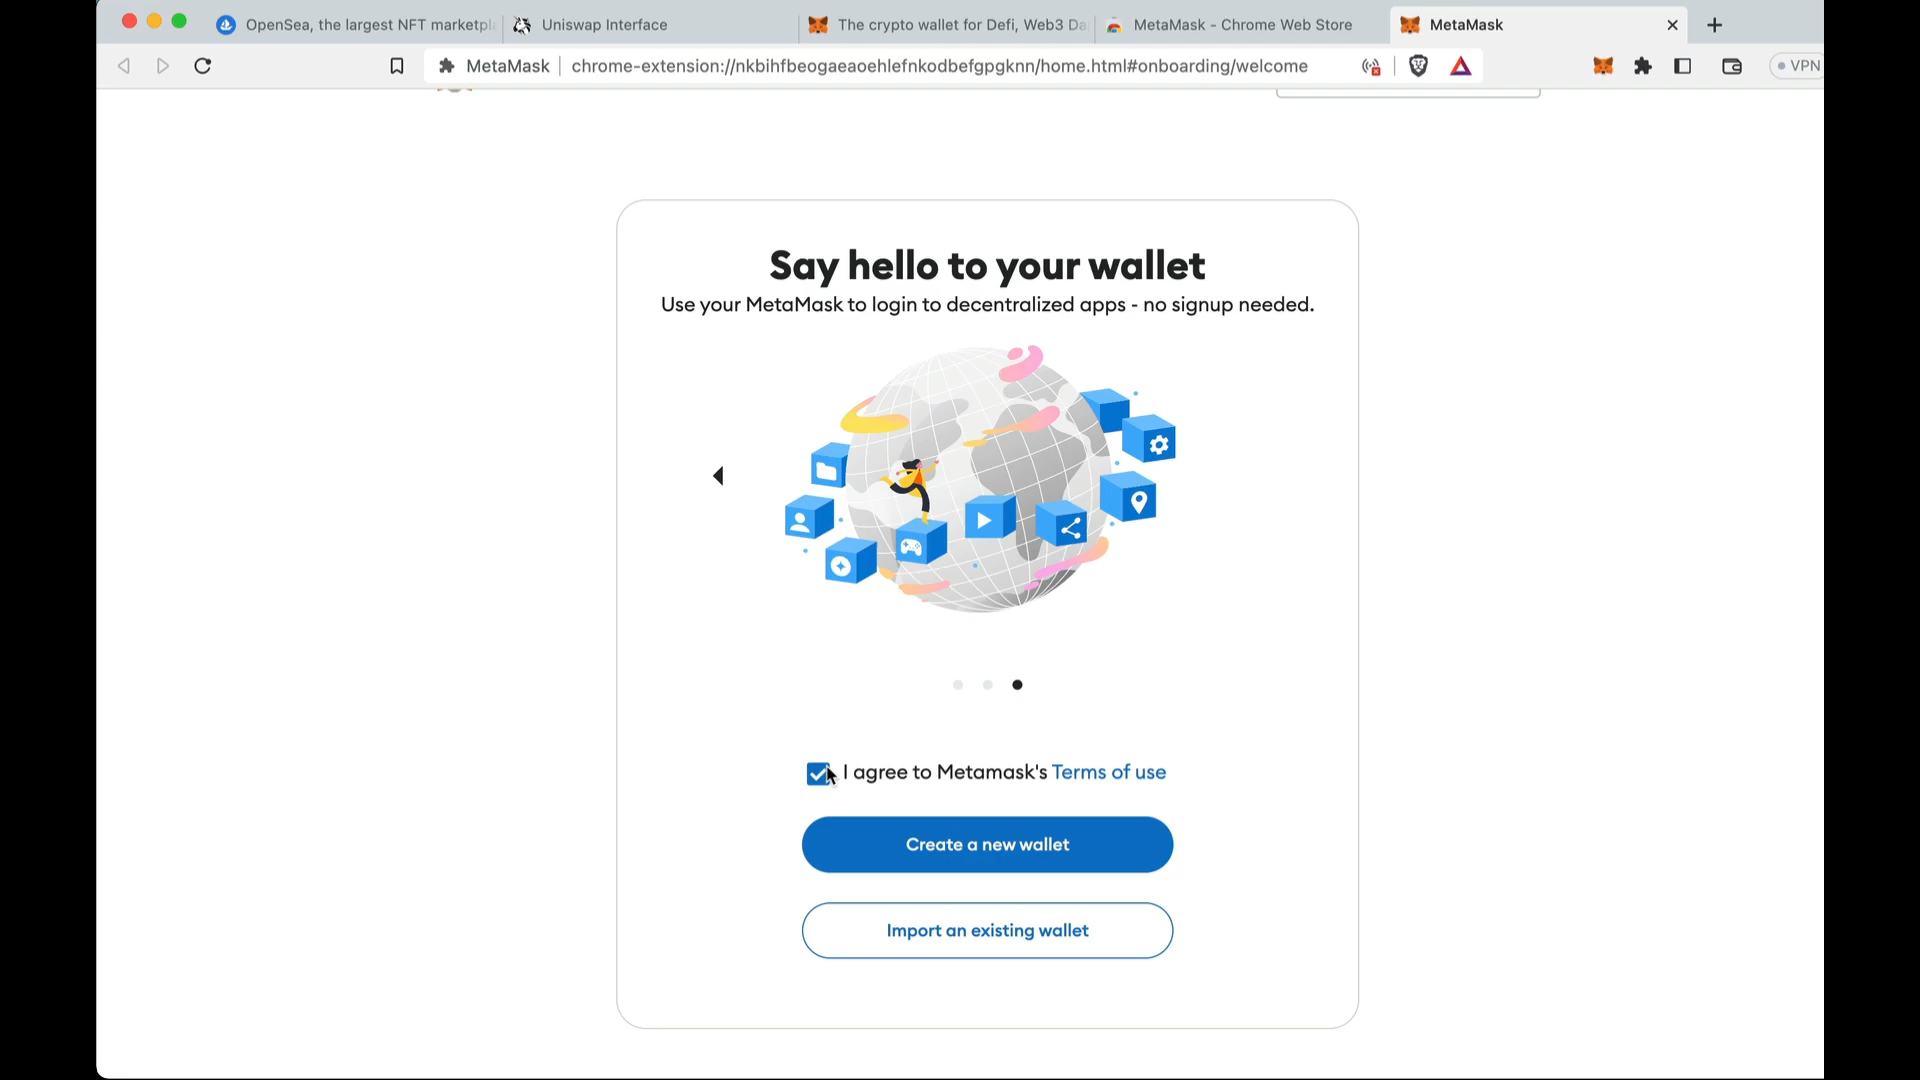 OpenSea, the largest NFT marketpl
Uniswap Interface
The crypto wallet for Defi, Web3 Da
MetaMask - Chrome Web Store
MetaMask
MetaMask
chrome-extension://nkbihfbeogaeaoehlefnkodbefgpgknn/home.html#onboarding/welcome
VPN
Say hello to your wallet
Use your MetaMask to login to decentralized apps - no signup needed.
I agree to Metamask's Terms of use
Create a new wallet
Import an existing wallet